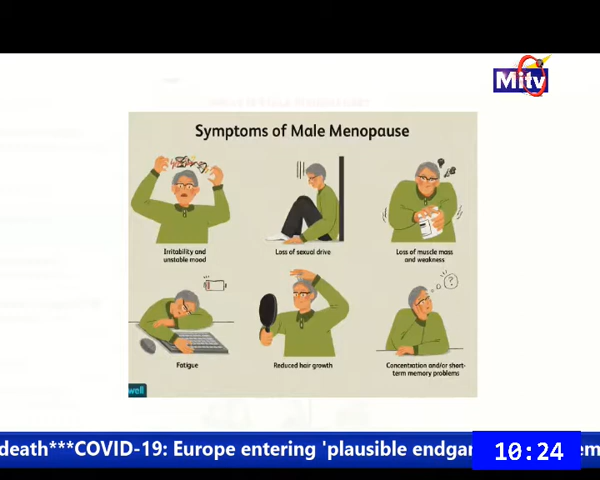 Mitv
Symptoms of Male Menopause
Irritability and
unstable mood
Loss of sexual drive
Loss of muscle mass
and weakness
Fatigue
Reduced hair growth
Concentration and/or short-
term memory problems
well
death***COVID-19: Europe entering 'plausible endga
10:24
em